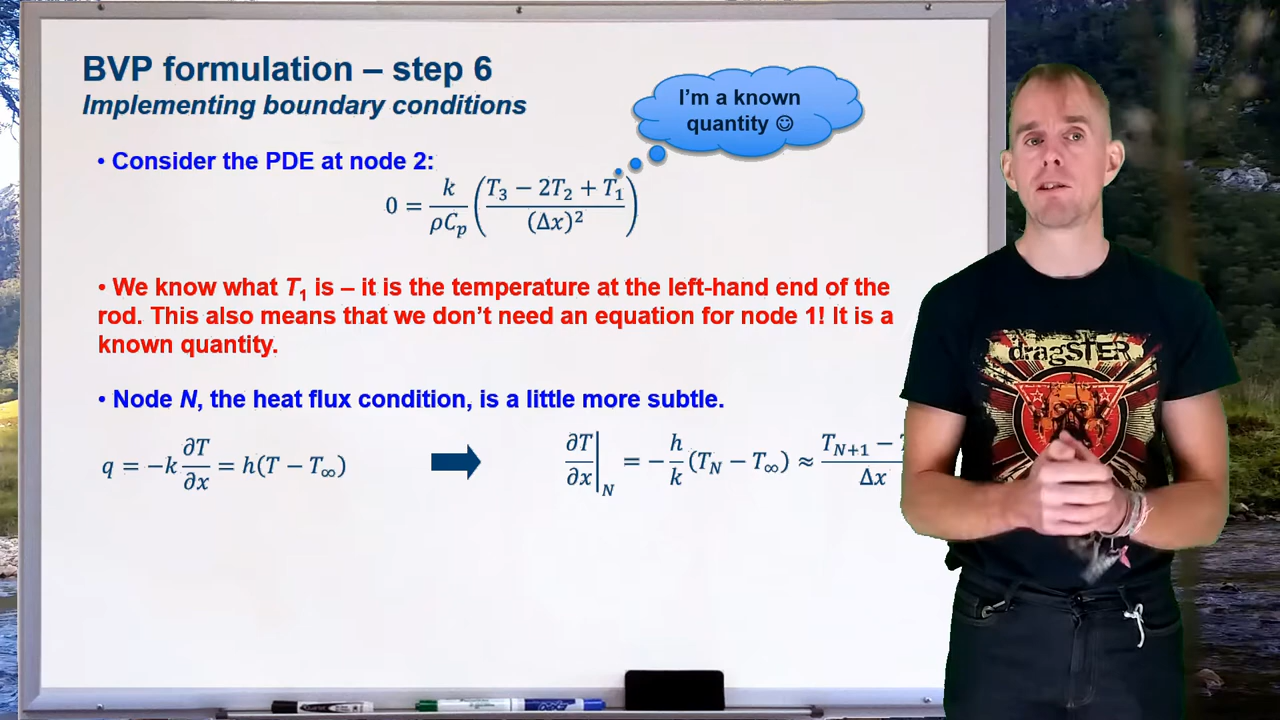 BVP formulation – step 6
Implementing boundary conditions
I'm a known
quantity ☺
• Consider the PDE at node 2:
0 = k/(ρC_p) ((T_3 − 2T_2 + T_1)/(Δx)^2)
• We know what T_1 is – it is the temperature at the left-hand end of the
rod. This also means that we don't need an equation for node 1! It is a
known quantity.
• Node N, the heat flux condition, is a little more subtle.
q = −k ∂T/∂x = h(T − T_∞)
∂T/∂x|_N = −h/k (T_N − T_∞) ≈ (T_{N+1} − /Δx
dragSTER